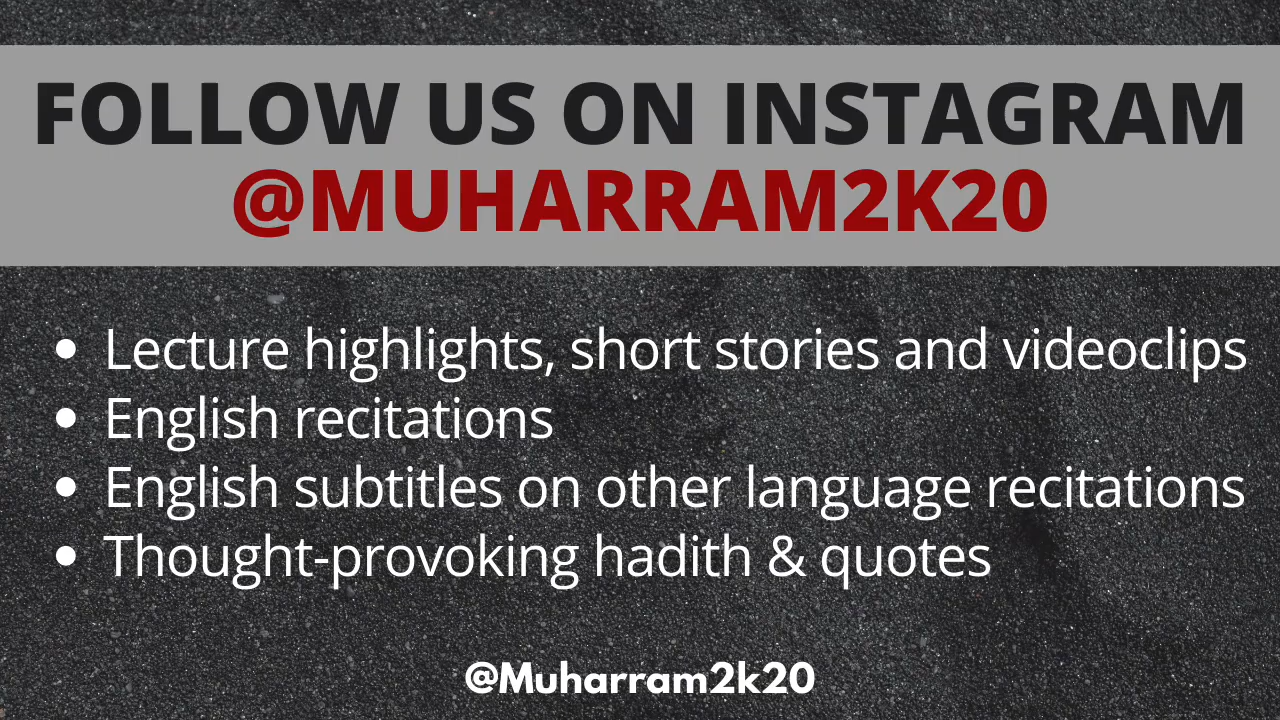 FOLLOW US ON INSTAGRAM
@MUHARRAM2K20
• Lecture highlights, short stories and videoclips
• English recitations
• English subtitles on other language recitations
• Thought-provoking hadith & quotes
@Muharram2k20